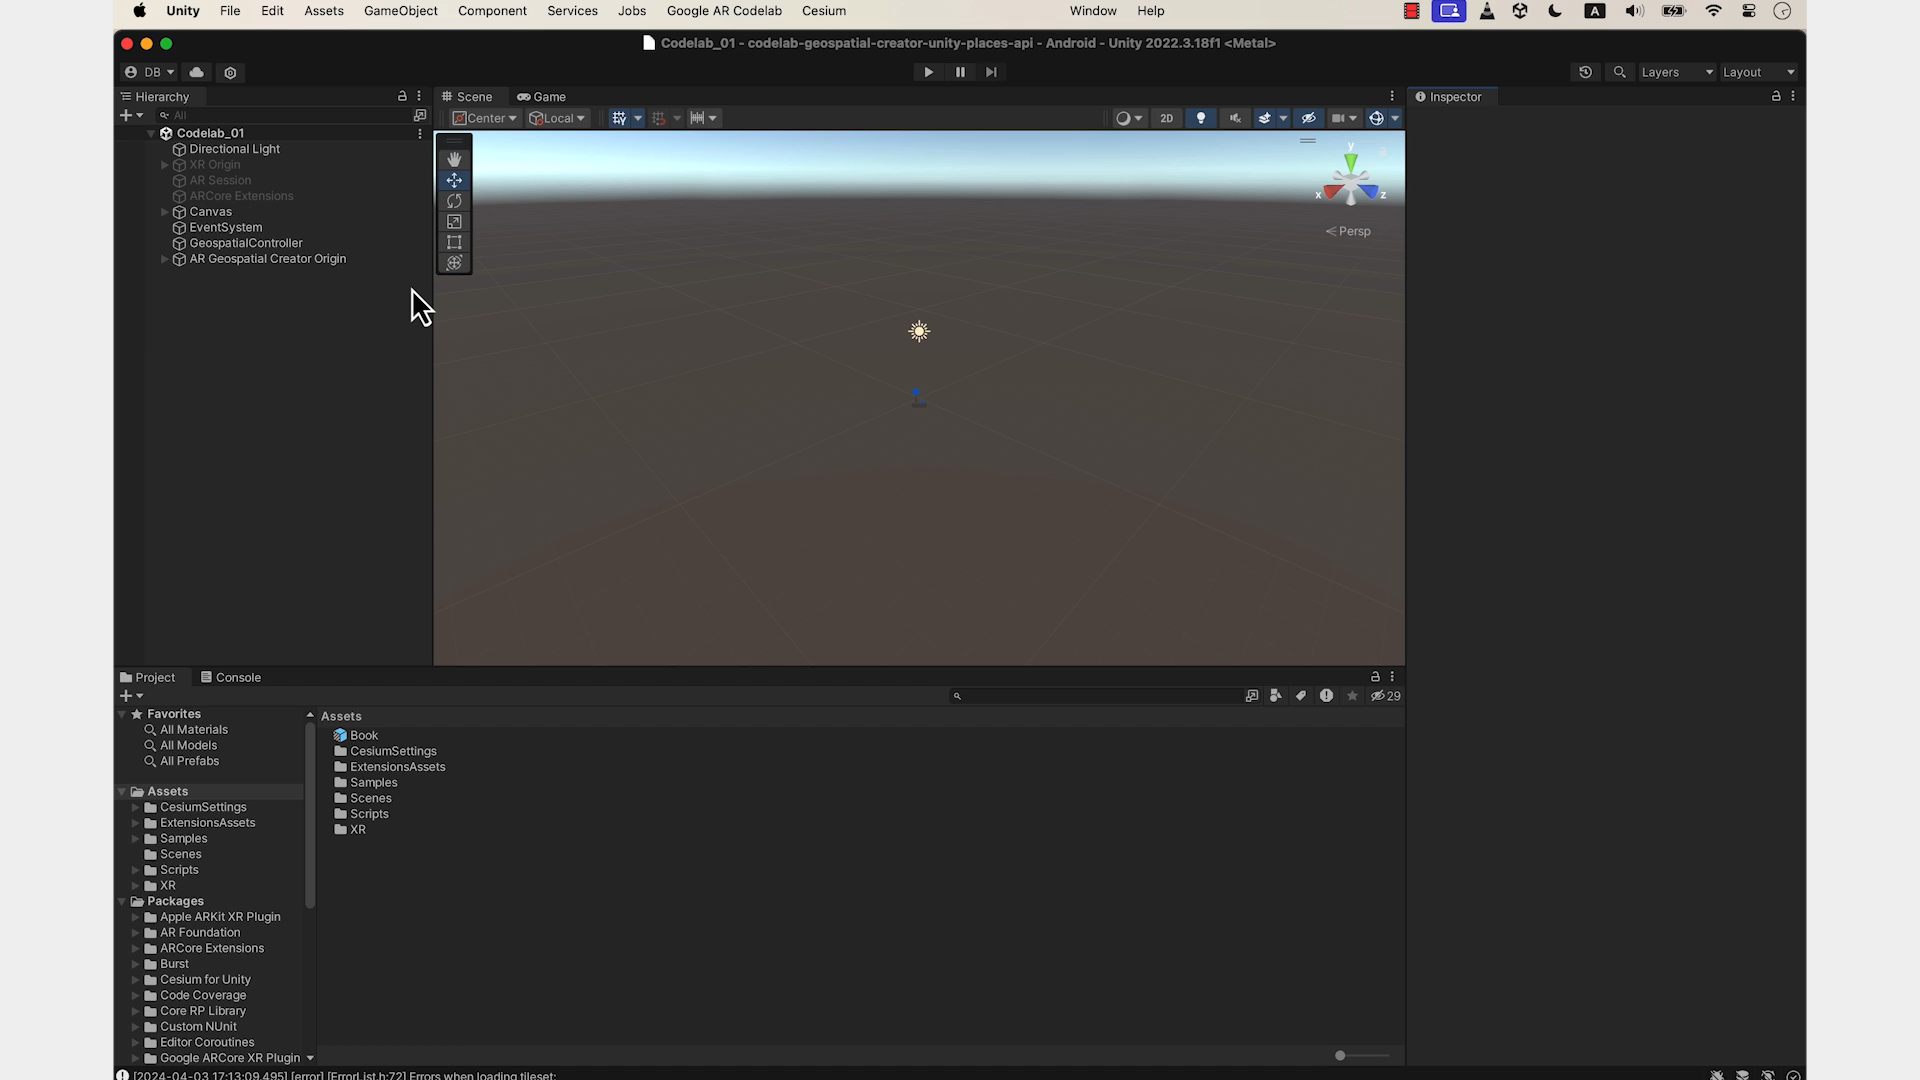 Unity File Edit Assets GameObject Component Services Jobs Google AR Codelab Cesium Window Help A
Codelab_01 - codelab-geospatial-creator-unity-places-api - Android - Unity 2022.3.18f1 <Metal>
DB Layers Layout
Hierarchy Scene Game Inspector
All Center Local 2D
Codelab_01
Directional Light
XR Origin
AR Session
ARCore Extensions
Canvas
EventSystem
GeospatialController
AR Geospatial Creator Origin
y
x z
Persp
Project Console
29
Favorites
All Materials
All Models
All Prefabs
Assets
CesiumSettings
ExtensionsAssets
Samples
Scenes
Scripts
XR
Packages
Apple ARKit XR Plugin
AR Foundation
ARCore Extensions
Burst
Cesium for Unity
Code Coverage
Core RP Library
Custom NUnit
Editor Coroutines
Google ARCore XR Plugin
Assets
Book
CesiumSettings
ExtensionsAssets
Samples
Scenes
Scripts
XR
[2024-04-03 17:13:09.495] [error] [ErrorList.h:72] Errors when loading tileset: